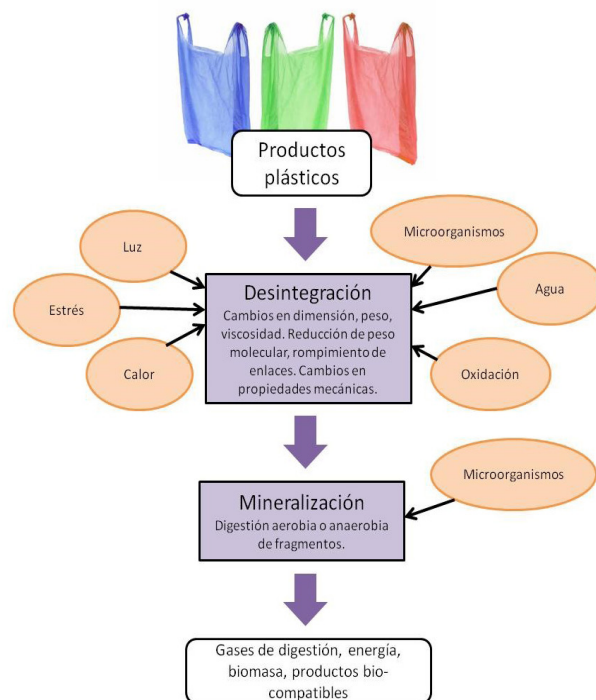 Productos
plásticos
Luz
Estrés
Calor
Microorganismos
Agua
Oxidación
Desintegración
Cambios en dimensión, peso,
viscosidad. Reducción de peso
molecular, rompimiento de
enlaces. Cambios en
propiedades mecánicas.
Microorganismos
Mineralización
Digestión aerobia o anaerobia
de fragmentos.
Gases de digestión, energía,
biomasa, productos bio-
compatibles